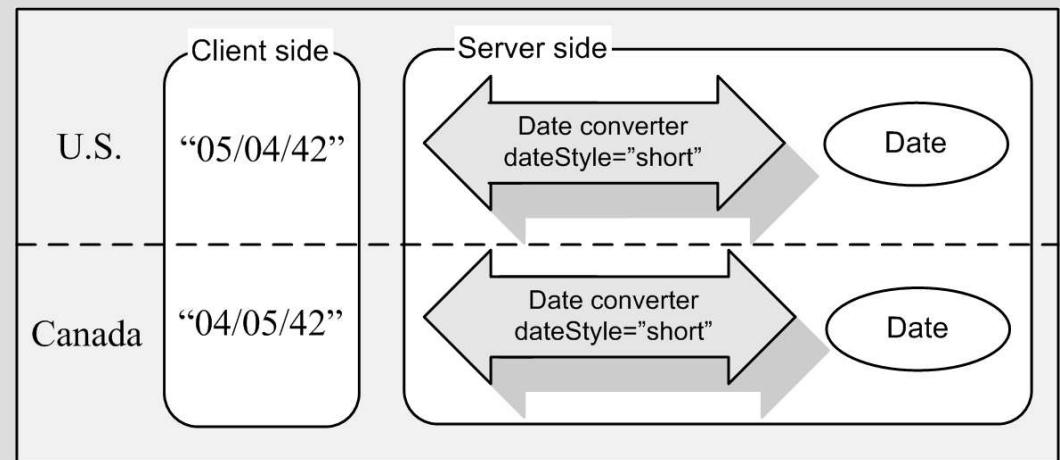 Client side
Server side
U.S.
“05/04/42”
Date converter
dateStyle=”short”
Date
Canada
“04/05/42”
Date converter
dateStyle=”short”
Date